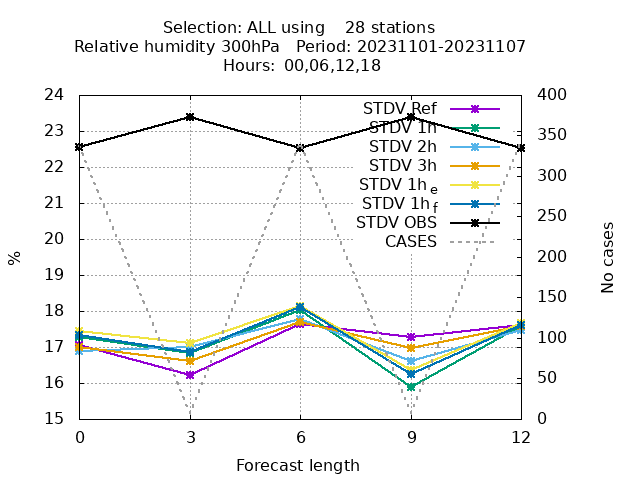 Selection: ALL using    28 stations
Relative humidity 300hPa   Period: 20231101-20231107
Hours: 00,06,12,18
24
23
22
21
20
19
18
17
16
15
%
400
350
300
250
200
150
100
50
0
No cases
STDV Ref
STDV 1h
STDV 2h
STDV 3h
STDV 1h e
STDV 1h f
STDV OBS
CASES
0 3 6 9 12
Forecast length